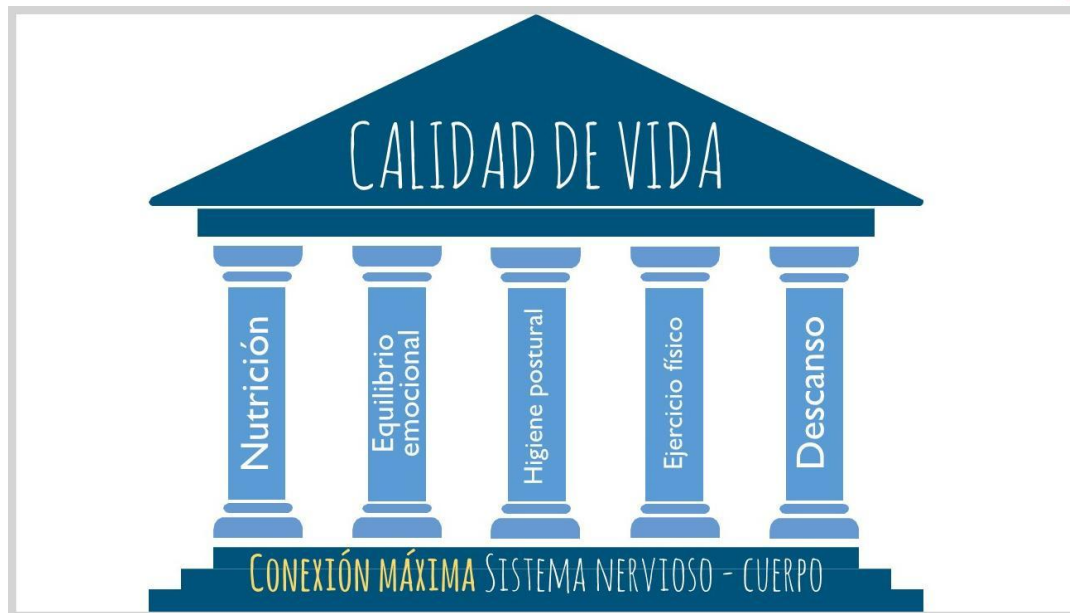 CALIDAD DE VIDA
Nutrición
Equilibrio
emocional
Higiene postural
Ejercicio físico
Descanso
CONEXIÓN MÁXIMA SISTEMA NERVIOSO - CUERPO